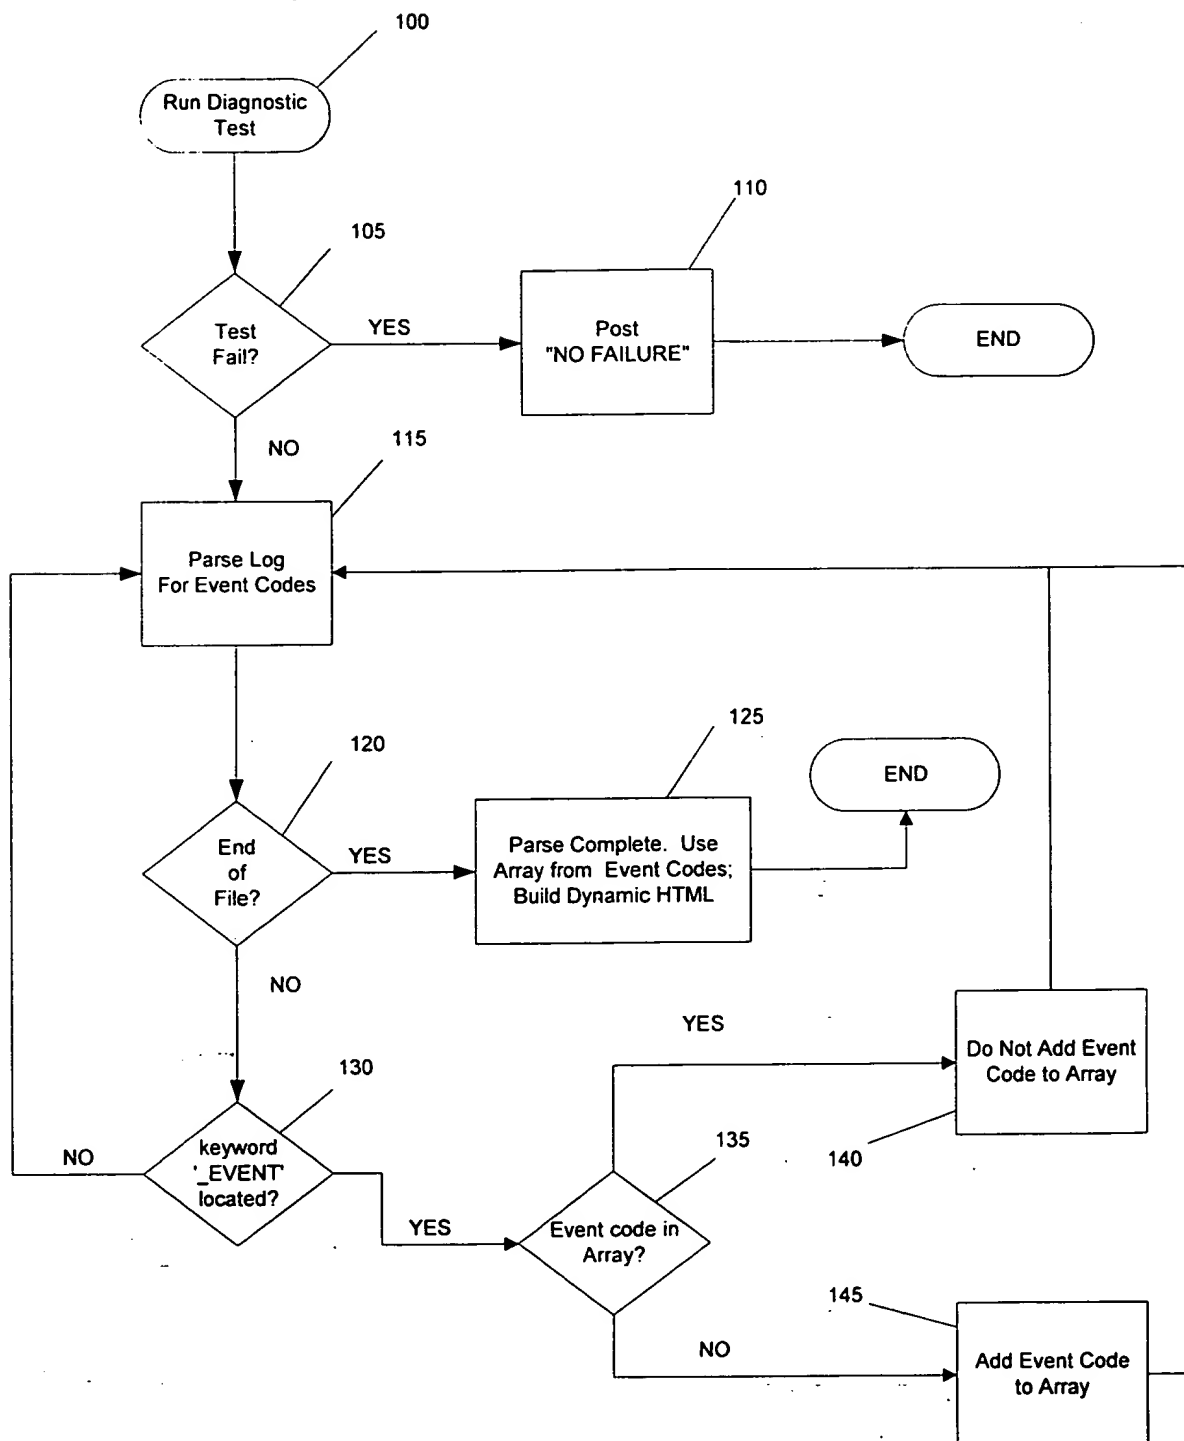 100
Run Diagnostic
Test
110
105
Test
Fail?
YES
Post
"NO FAILURE"
END
NO
115
Parse Log
For Event Codes
125
120
END
End
of
File?
YES
Parse Complete. Use
Array from Event Codes;
Build Dynamic HTML
NO
YES
Do Not Add Event
Code to Array
130
135
140
NO
keyword
'_EVENT'
located?
YES
Event code in
Array?
145
NO
Add Event Code
to Array